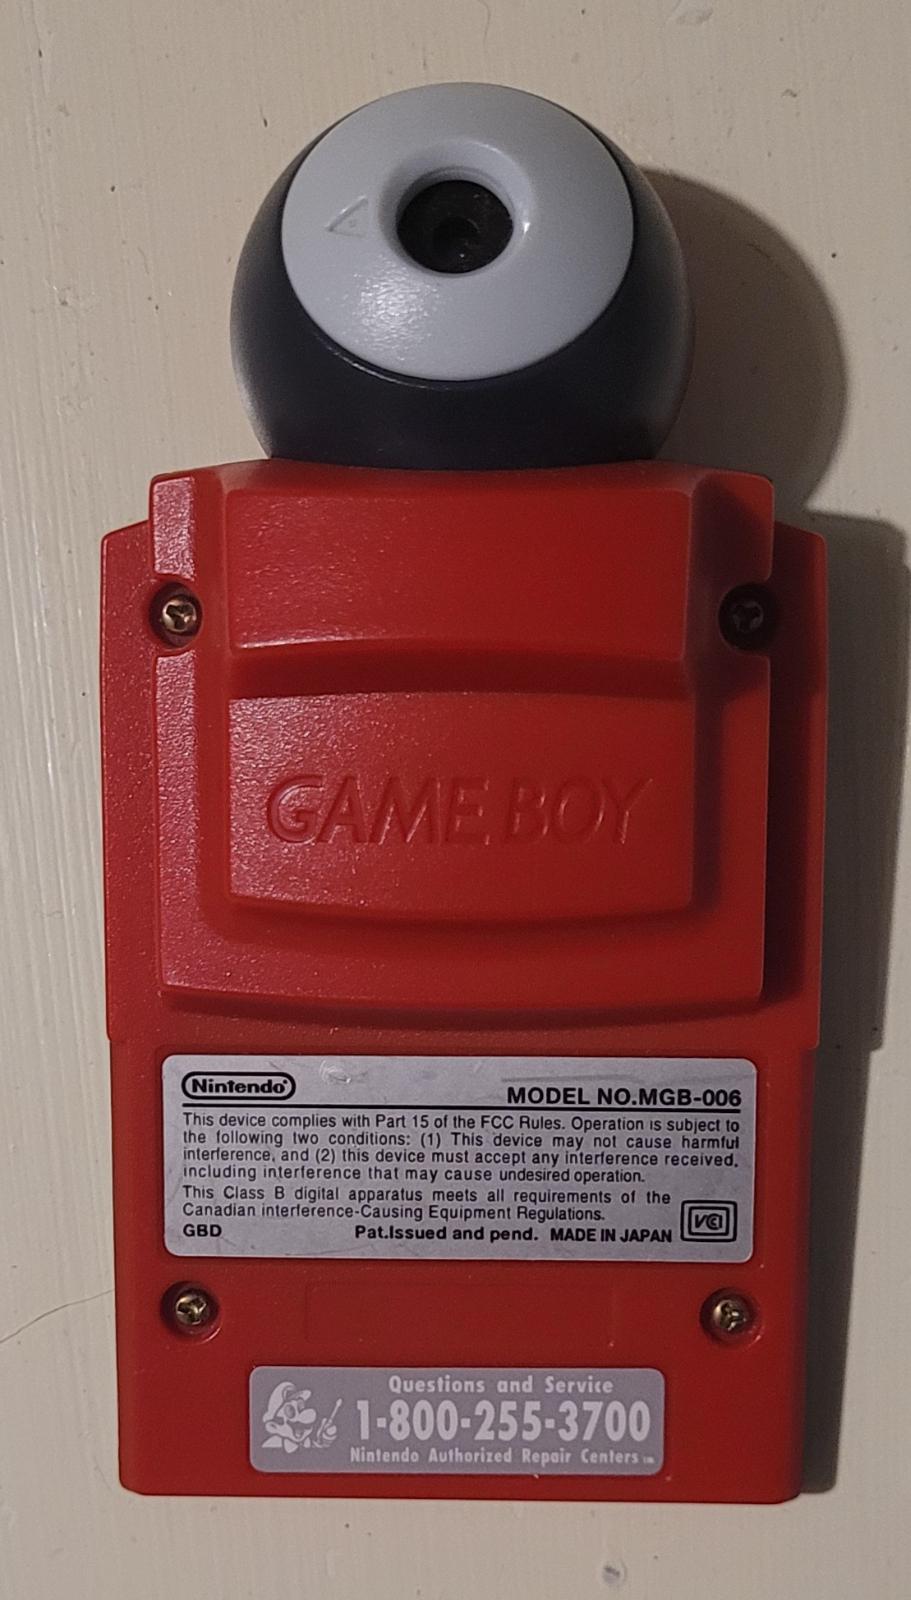 GAME BOY
Nintendo®
MODEL NO.MGB-006
This device complies with Part 15 of the FCC Rules. Operation is subject to
the following two conditions: (1) This device may not cause harmful
interference, and (2) this device must accept any interference received,
including interference that may cause undesired operation.
This Class B digital apparatus meets all requirements of the
Canadian interference-Causing Equipment Regulations.
GBD Pat.Issued and pend. MADE IN JAPAN VCI
Questions and Service
1-800-255-3700
Nintendo Authorized Repair Centers℠